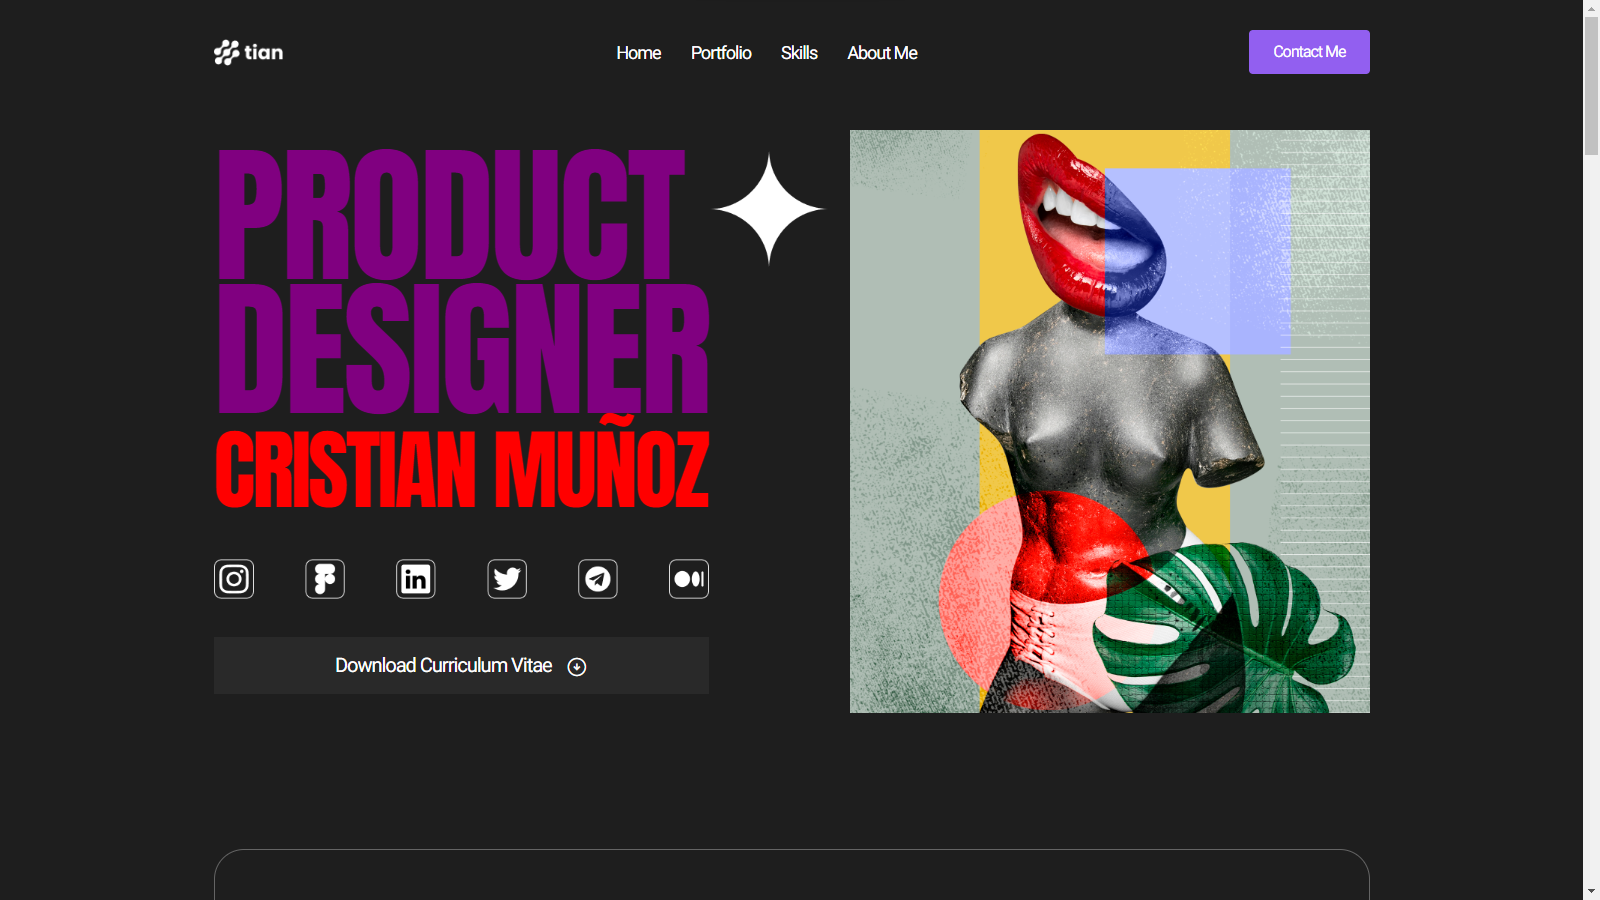 tian
Home
Portfolio
Skills
About Me
Contact Me
PRODUCT
DESIGNER
CRISTIAN MUÑOZ
Download Curriculum Vitae